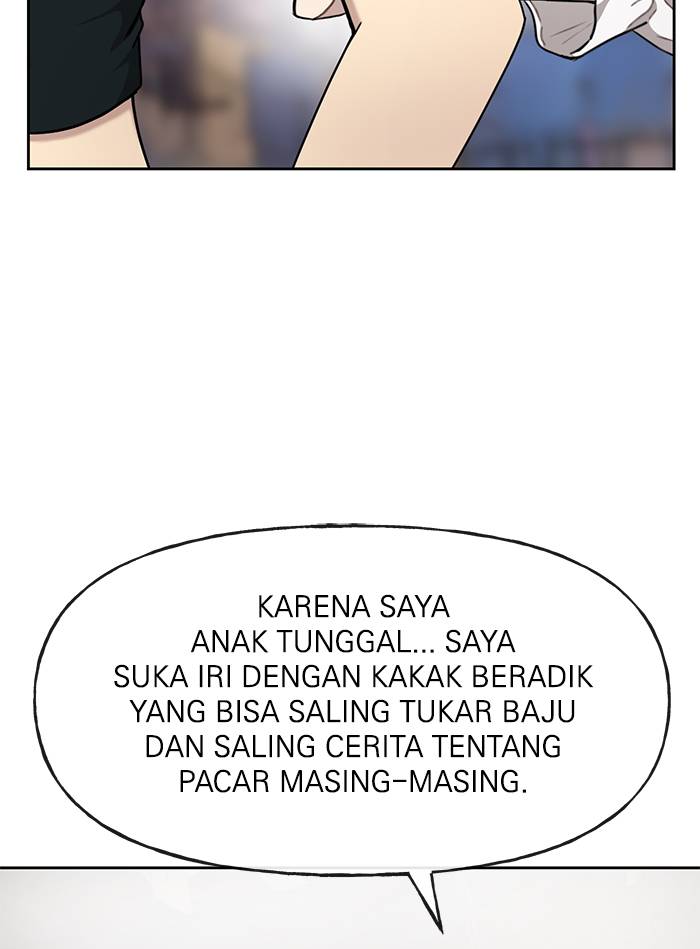 KARENA SAYA
ANAK TUNGGAL... SAYA
SUKA IRI DENGAN KAKAK BERADIK
YANG BISA SALING TUKAR BAJU
DAN SALING CERITA TENTANG
PACAR MASING-MASING.